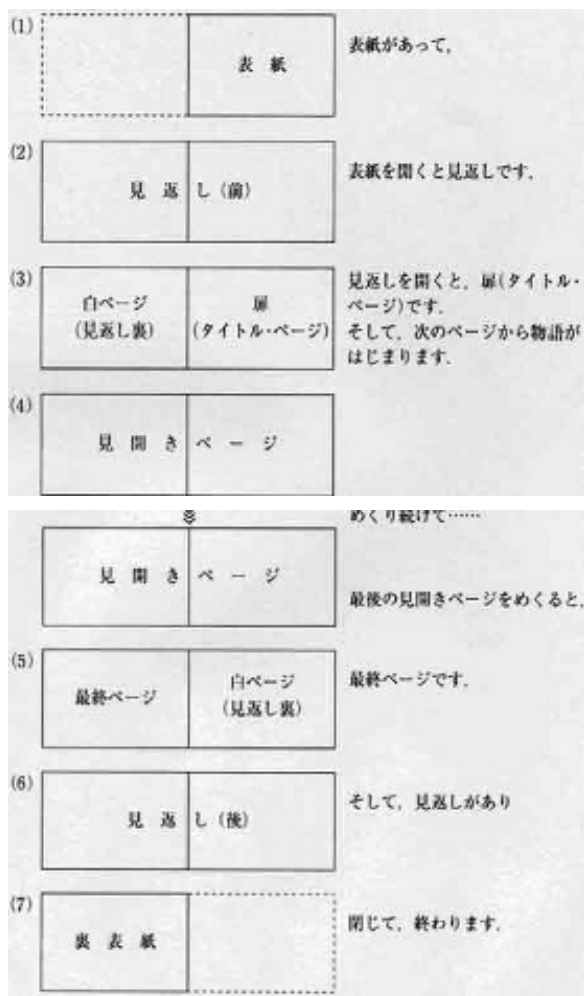 (1)
表 紙
表紙があって，
(2)
見 返 し（前）
表紙を開くと見返しです．
(3)
白ページ
(見返し裏)
扉
(タイトル・ページ)
見返しを開くと，扉(タイトル・
ページ)です．
そして，次のページから物語が
はじまります．
(4)
見 開 き ペ ー ジ
めくり続けて……
見 開 き ペ ー ジ
最後の見開きページをめくると，
(5)
最終ページ
白ページ
(見返し裏)
最終ページです．
(6)
見 返 し（後）
そして，見返しがあり
(7)
裏 表 紙
閉じて，終わります．